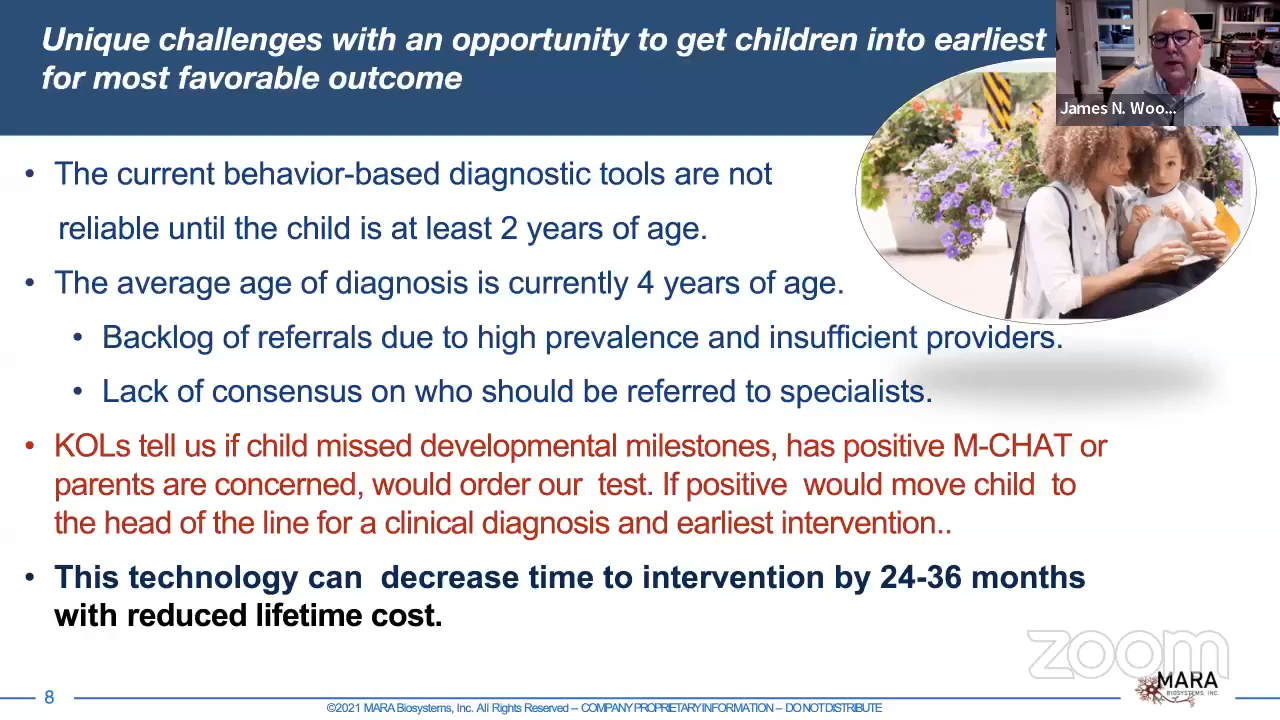 Unique challenges with an opportunity to get children into earliest
for most favorable outcome
James N. Woo...
• The current behavior-based diagnostic tools are not
reliable until the child is at least 2 years of age.
• The average age of diagnosis is currently 4 years of age.
• Backlog of referrals due to high prevalence and insufficient providers.
• Lack of consensus on who should be referred to specialists.
• KOLs tell us if child missed developmental milestones, has positive M-CHAT or
parents are concerned, would order our test. If positive would move child to
the head of the line for a clinical diagnosis and earliest intervention..
• This technology can decrease time to intervention by 24-36 months
with reduced lifetime cost.
zoom
MARA
BIOSYSTEMS, INC.
8
©2021 MARA Biosystems, Inc. All Rights Reserved – COMPANY PROPRIETARY INFORMATION – DO NOT DISTRIBUTE